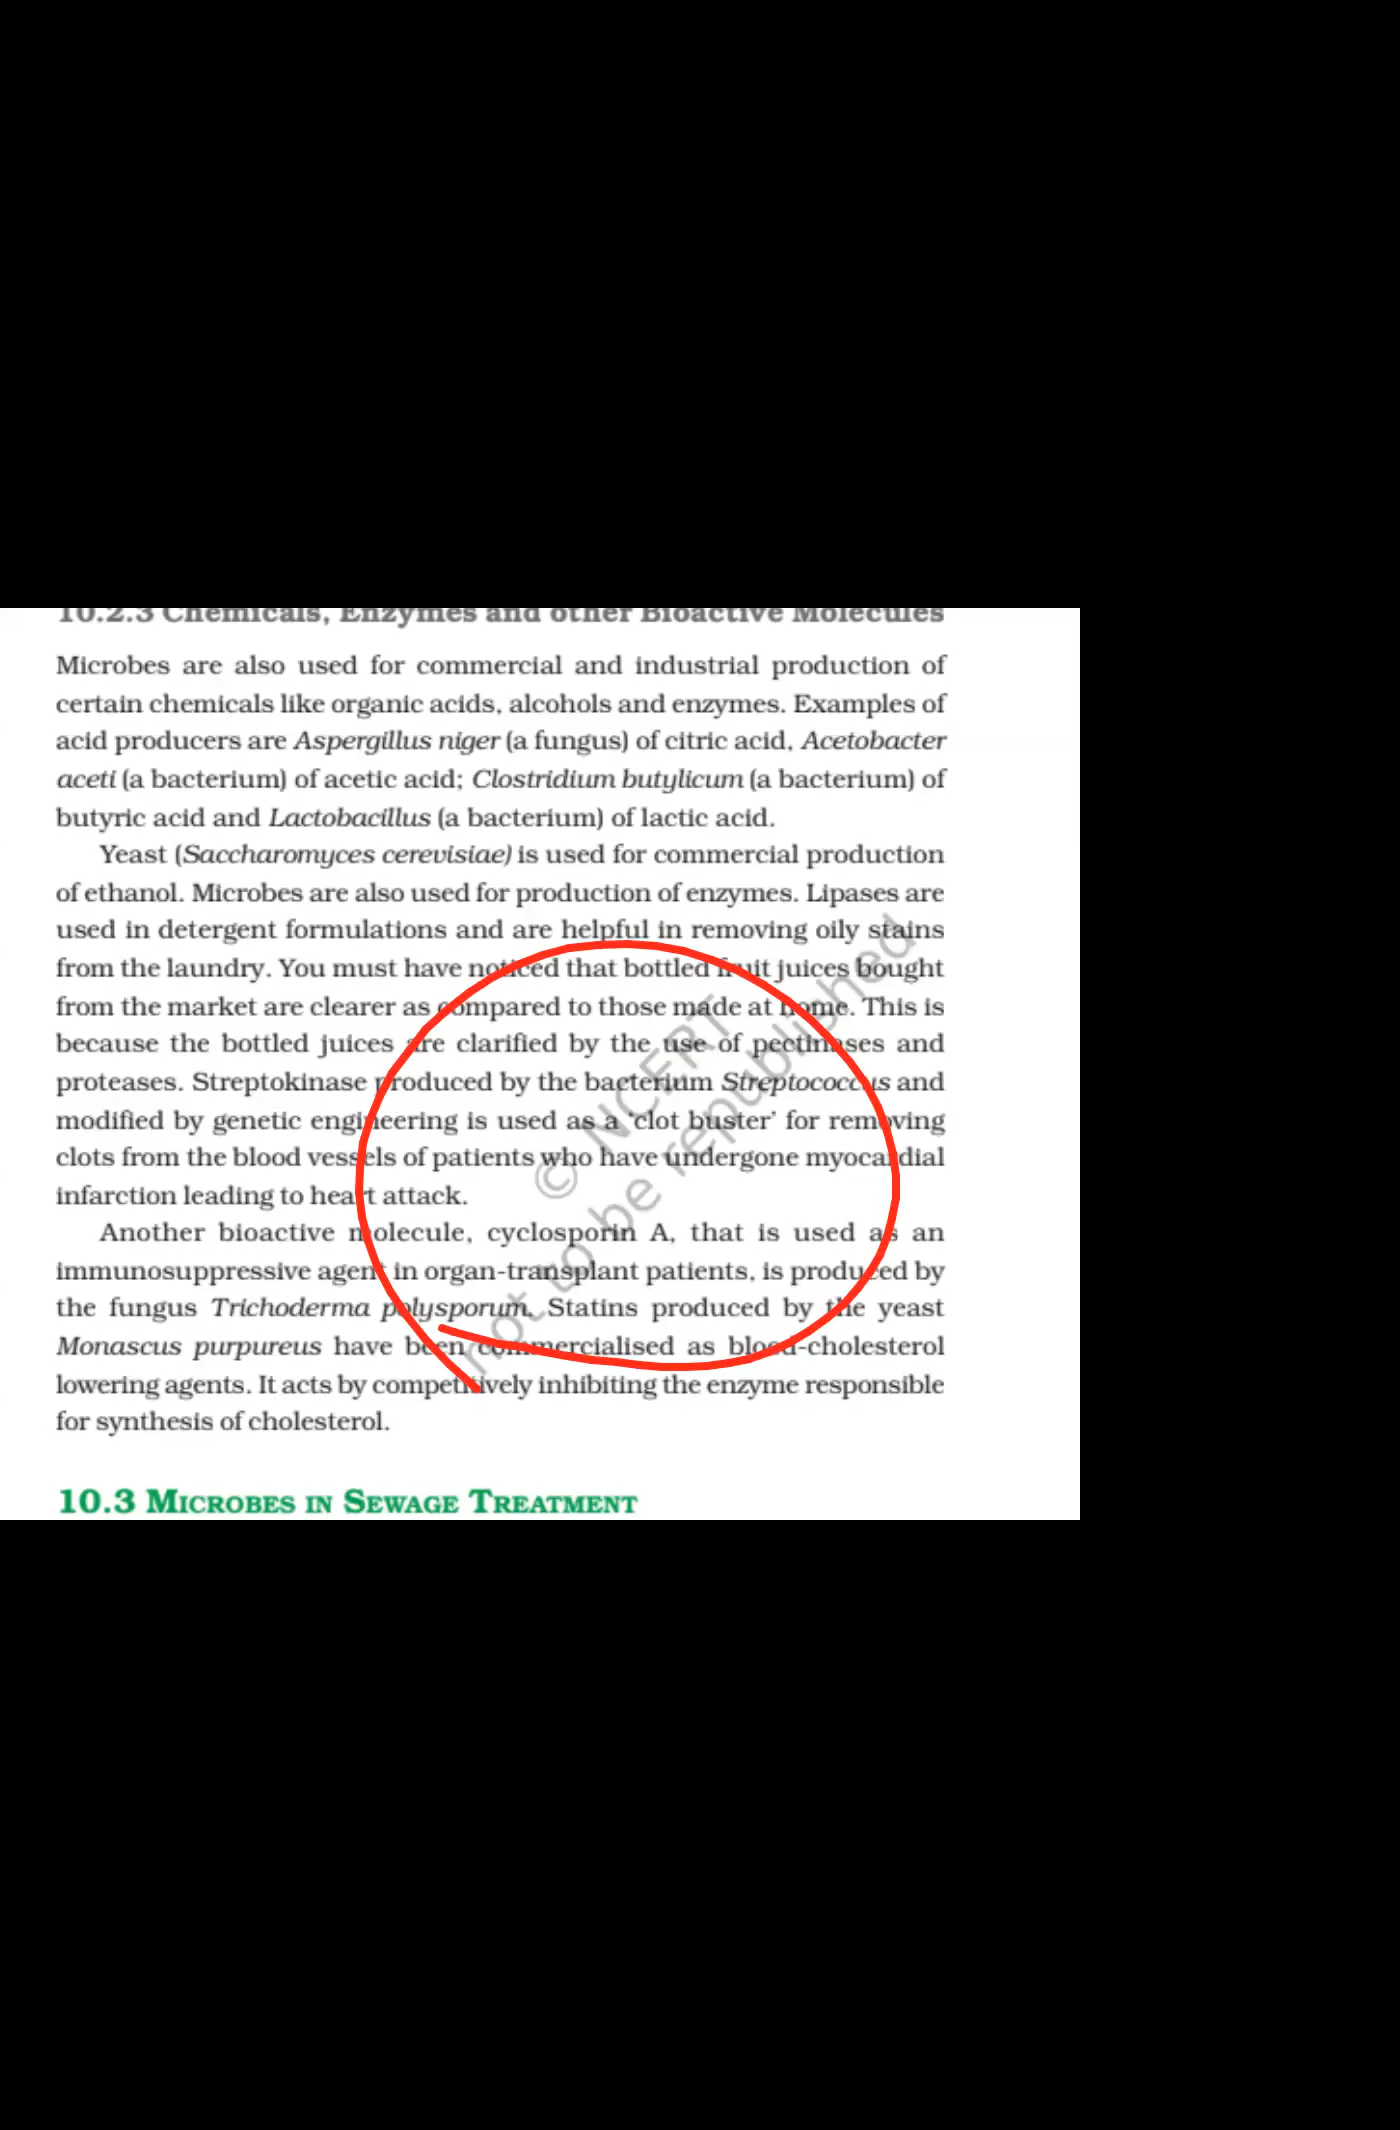 10.2.3 Chemicals, Enzymes and other Bioactive Molecules
Microbes are also used for commercial and industrial production of
certain chemicals like organic acids, alcohols and enzymes. Examples of
acid producers are Aspergillus niger (a fungus) of citric acid, Acetobacter
aceti (a bacterium) of acetic acid; Clostridium butylicum (a bacterium) of
butyric acid and Lactobacillus (a bacterium) of lactic acid.
Yeast (Saccharomyces cerevisiae) is used for commercial production
of ethanol. Microbes are also used for production of enzymes. Lipases are
used in detergent formulations and are helpful in removing oily stains
from the laundry. You must have noticed that bottled fruit juices bought
from the market are clearer as compared to those made at home. This is
because the bottled juices are clarified by the use of pectinases and
proteases. Streptokinase produced by the bacterium Streptococcus and
modified by genetic engineering is used as a ‘clot buster’ for removing
clots from the blood vessels of patients who have undergone myocardial
infarction leading to heart attack.
Another bioactive molecule, cyclosporin A, that is used as an
immunosuppressive agent in organ-transplant patients, is produced by
the fungus Trichoderma polysporum. Statins produced by the yeast
Monascus purpureus have been commercialised as blood-cholesterol
lowering agents. It acts by competitively inhibiting the enzyme responsible
for synthesis of cholesterol.
10.3 MICROBES IN SEWAGE TREATMENT
© NCERT
not to be republished